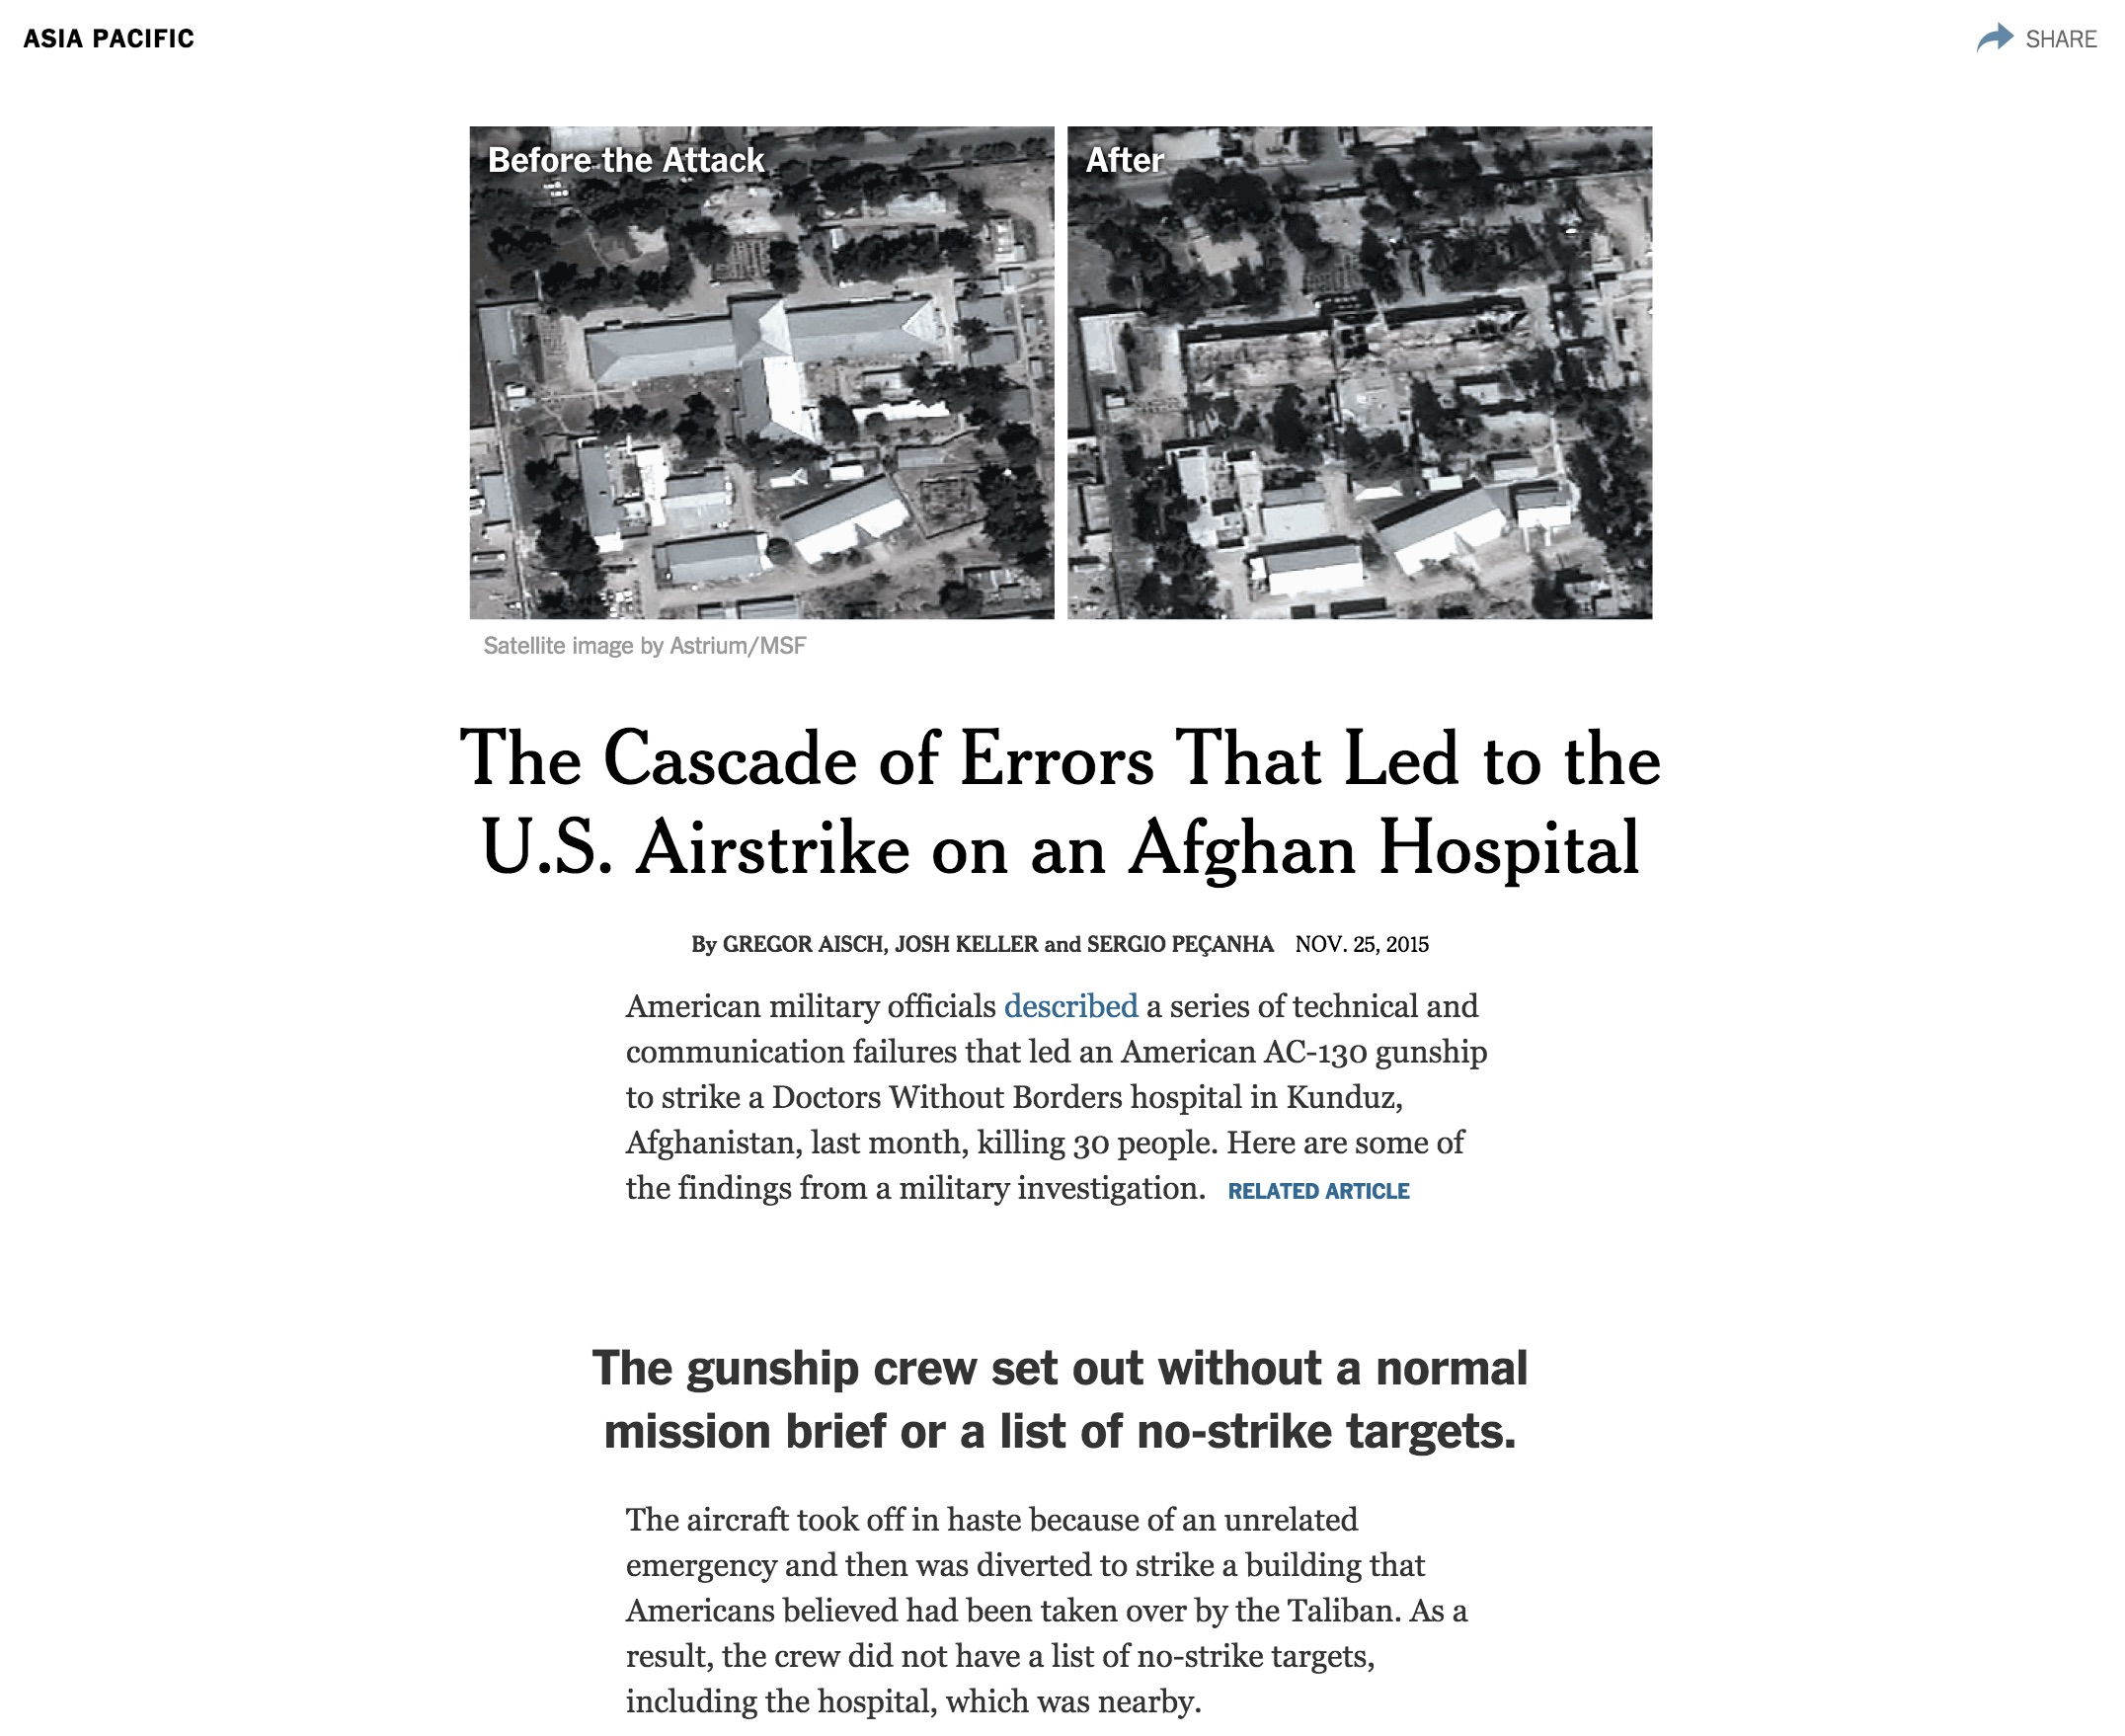 ASIA PACIFIC
SHARE
Before the Attack
After
Satellite image by Astrium/MSF
The Cascade of Errors That Led to the
U.S. Airstrike on an Afghan Hospital
By GREGOR AISCH, JOSH KELLER and SERGIO PEÇANHA NOV. 25, 2015
American military officials described a series of technical and
communication failures that led an American AC-130 gunship
to strike a Doctors Without Borders hospital in Kunduz,
Afghanistan, last month, killing 30 people. Here are some of
the findings from a military investigation. RELATED ARTICLE
The gunship crew set out without a normal
mission brief or a list of no-strike targets.
The aircraft took off in haste because of an unrelated
emergency and then was diverted to strike a building that
Americans believed had been taken over by the Taliban. As a
result, the crew did not have a list of no-strike targets,
including the hospital, which was nearby.